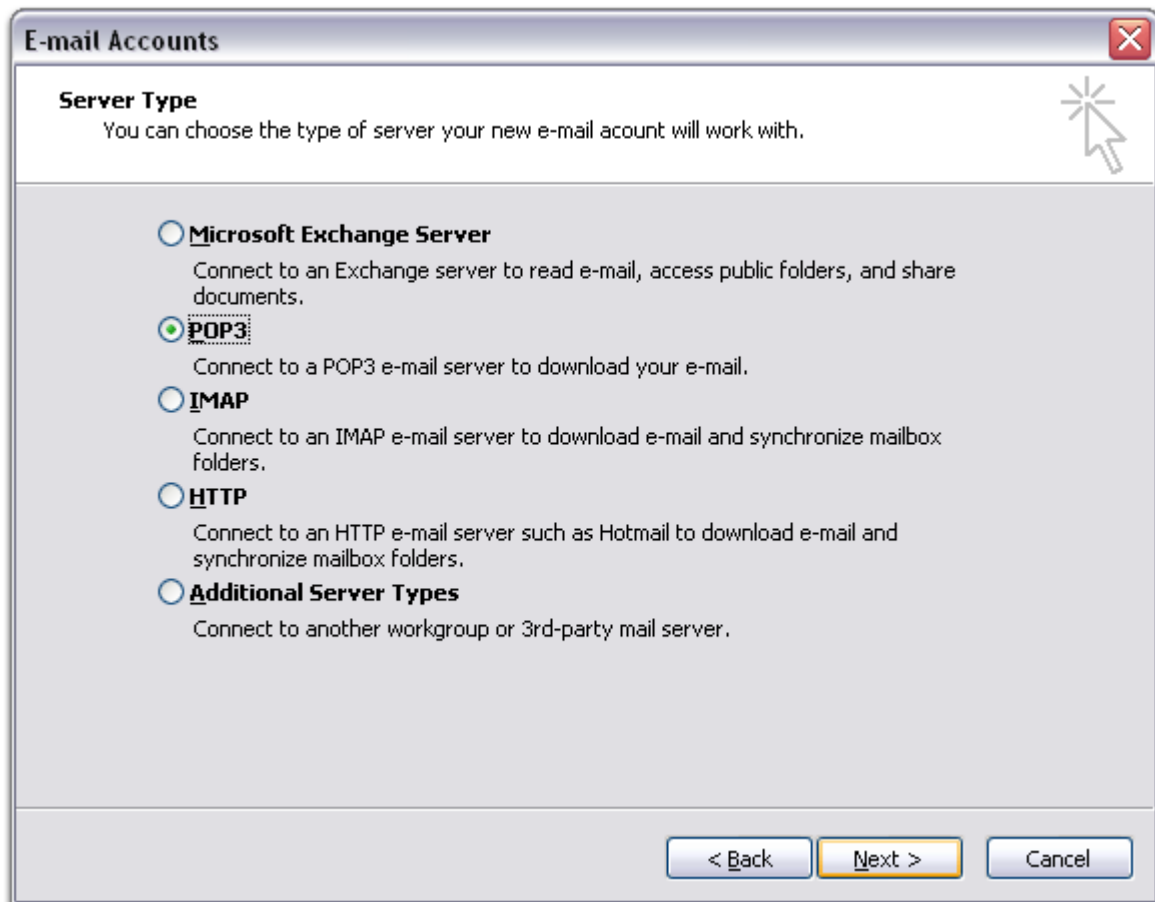 E-mail Accounts
Server Type
You can choose the type of server your new e-mail acount will work with.
Microsoft Exchange Server
Connect to an Exchange server to read e-mail, access public folders, and share
documents.
POP3
Connect to a POP3 e-mail server to download your e-mail.
IMAP
Connect to an IMAP e-mail server to download e-mail and synchronize mailbox
folders.
HTTP
Connect to an HTTP e-mail server such as Hotmail to download e-mail and
synchronize mailbox folders.
Additional Server Types
Connect to another workgroup or 3rd-party mail server.
< Back Next > Cancel